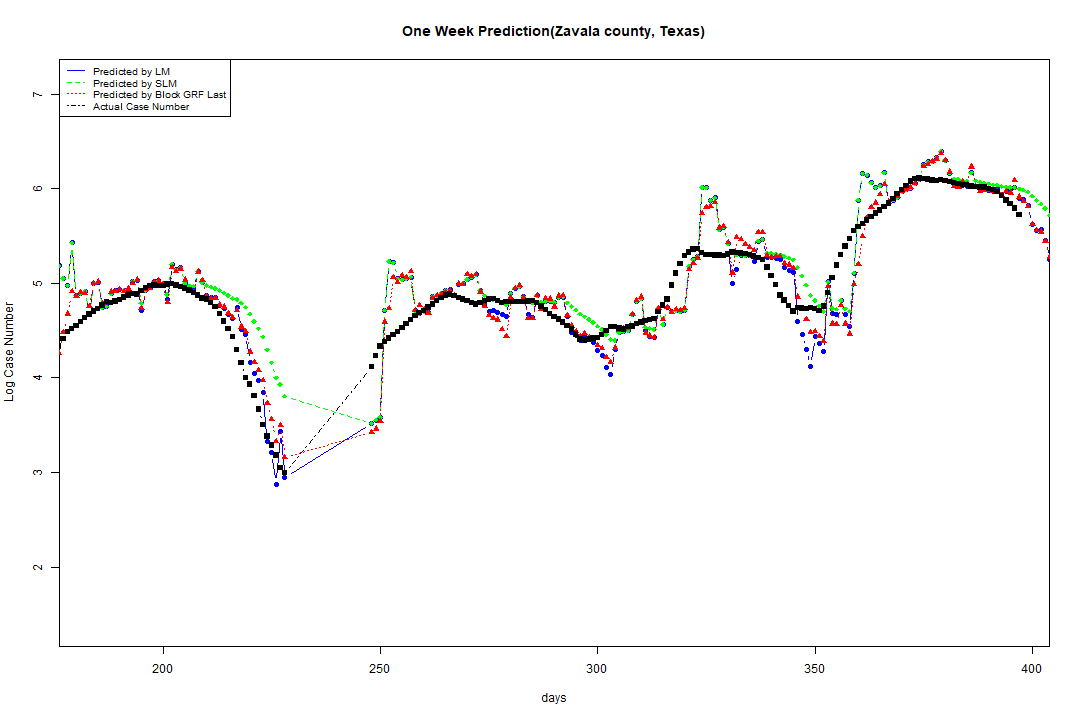 One Week Prediction(Zavala county, Texas)
Predicted by LM
Predicted by SLM
Predicted by Block GRF Last
Actual Case Number
7
6
5
4
3
2
Log Case Number
200 250 300 350 400
days